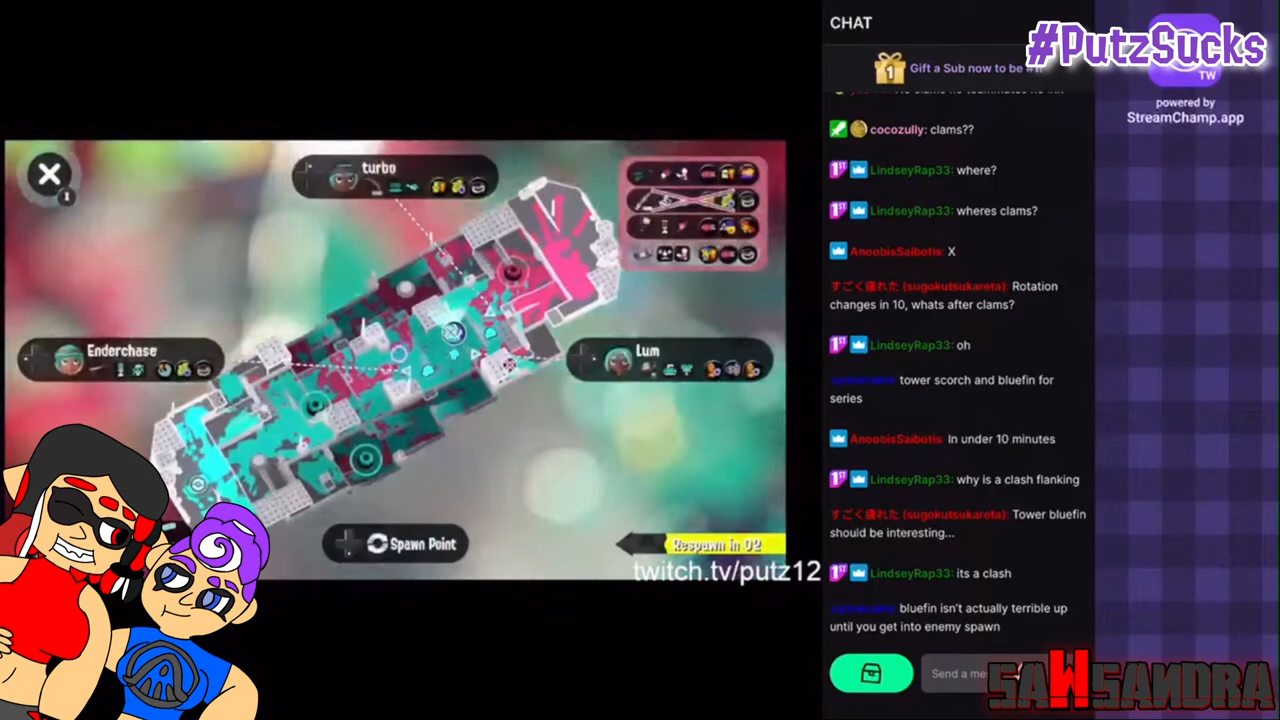 CHAT
#PutzSucks
1
Gift a Sub now to be #1!
TW
powered by
StreamChamp.app
cocozully: clams??
LindseyRap33: where?
LindseyRap33: wheres clams?
AnoobisSaibotis: X
すごく疲れた (sugokutsukareta): Rotation
changes in 10, whats after clams?
LindseyRap33: oh
tower scorch and bluefin for
series
AnoobisSaibotis: In under 10 minutes
LindseyRap33: why is a clash flanking
すごく疲れた (sugokutsukareta): Tower bluefin
should be interesting...
LindseyRap33: its a clash
bluefin isn't actually terrible up
until you get into enemy spawn
turbo
Enderchase
Lum
Spawn Point
Respawn in 02
twitch.tv/putz12
SAWSANDRA